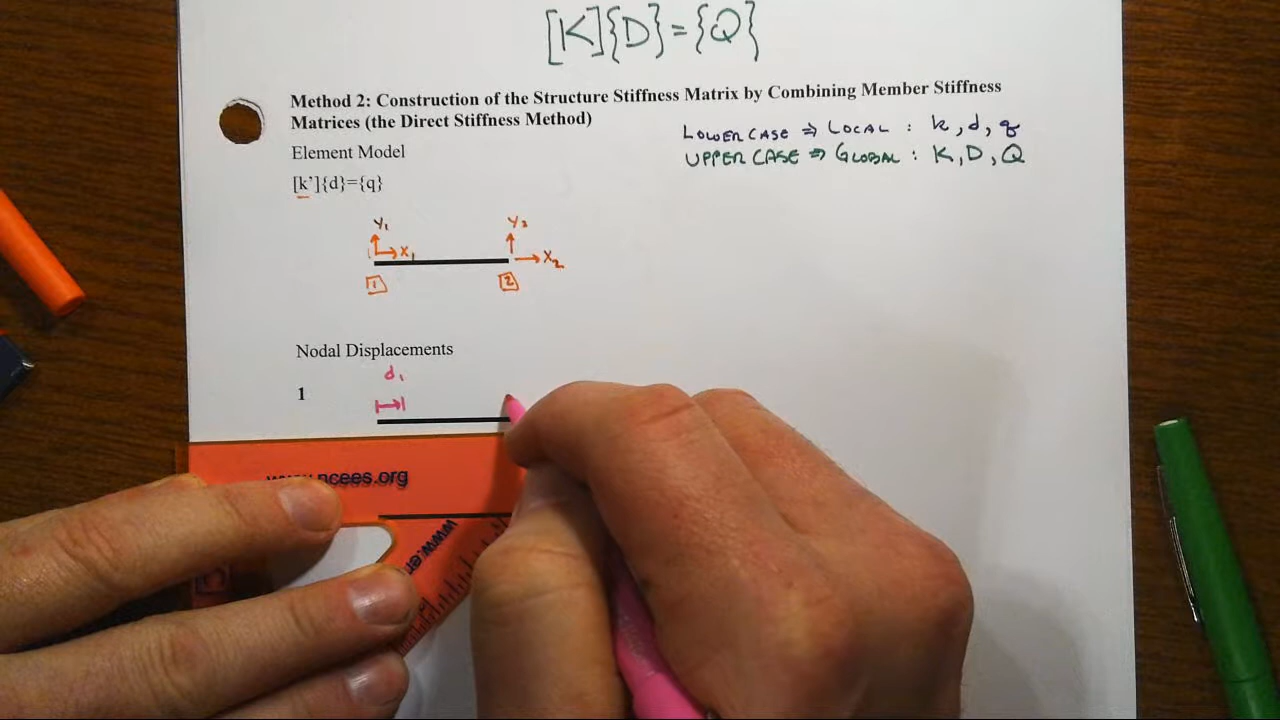 [K]{D}={Q}
Method 2: Construction of the Structure Stiffness Matrix by Combining Member Stiffness
Matrices (the Direct Stiffness Method)
LOWER CASE ⇒ LOCAL : k, d, q
UPPER CASE ⇒ GLOBAL : K, D, Q
Element Model
[k']{d}={q}
Y₁ Y₂
X₁ X₂
1 2
Nodal Displacements
d₁
1
www.ncees.org